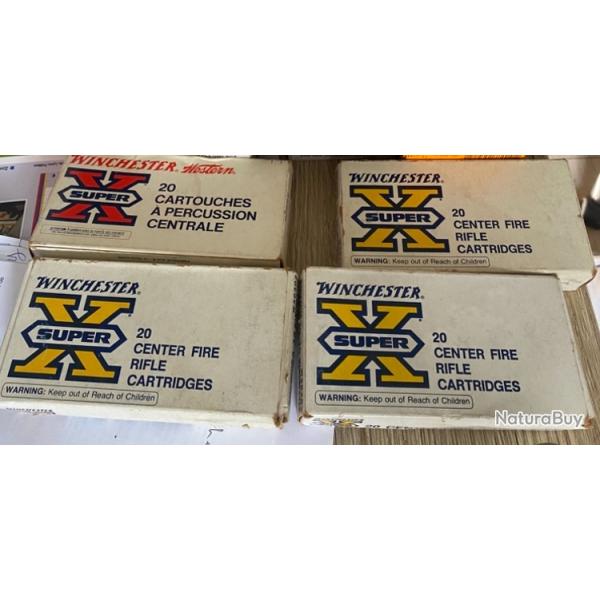 WINCHESTER Western
X
SUPER
20
CARTOUCHES
À PERCUSSION
CENTRALE
WINCHESTER®
X
SUPER
20
CENTER FIRE
RIFLE
CARTRIDGES
WARNING: Keep out of Reach of Children
WINCHESTER®
X
SUPER
20
CENTER FIRE
RIFLE
CARTRIDGES
WARNING: Keep out of Reach of Children
WINCHESTER®
X
SUPER
20
CENTER FIRE
RIFLE
CARTRIDGES
WARNING: Keep out of Reach of Children
NaturaBuy